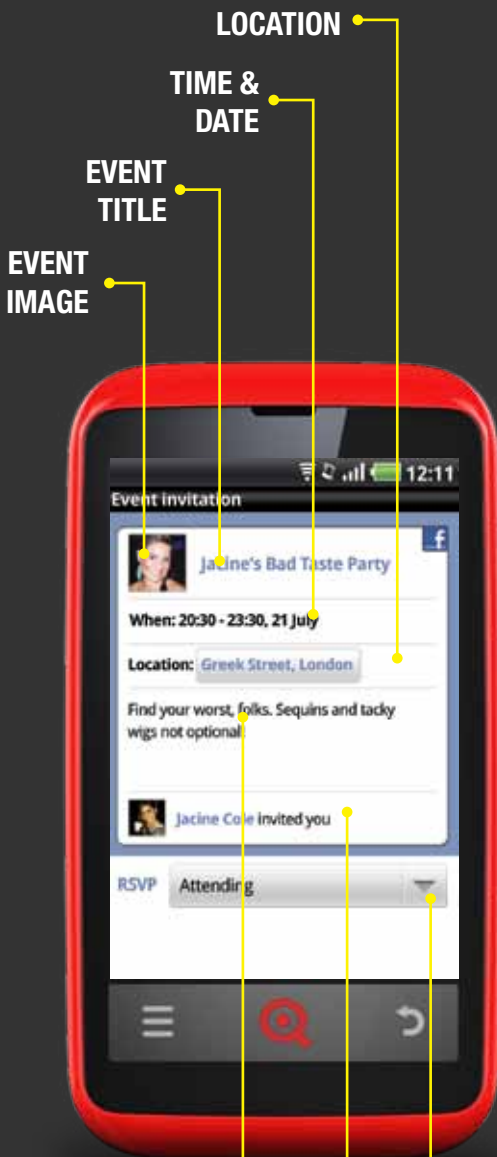 LOCATION
TIME &
DATE
EVENT
TITLE
EVENT
IMAGE
12:11
Event invitation
f
Jacine's Bad Taste Party
When: 20:30 - 23:30, 21 July
Location: Greek Street, London
Find your worst, folks. Sequins and tacky
wigs not optional!
Jacine Cole invited you
RSVP Attending